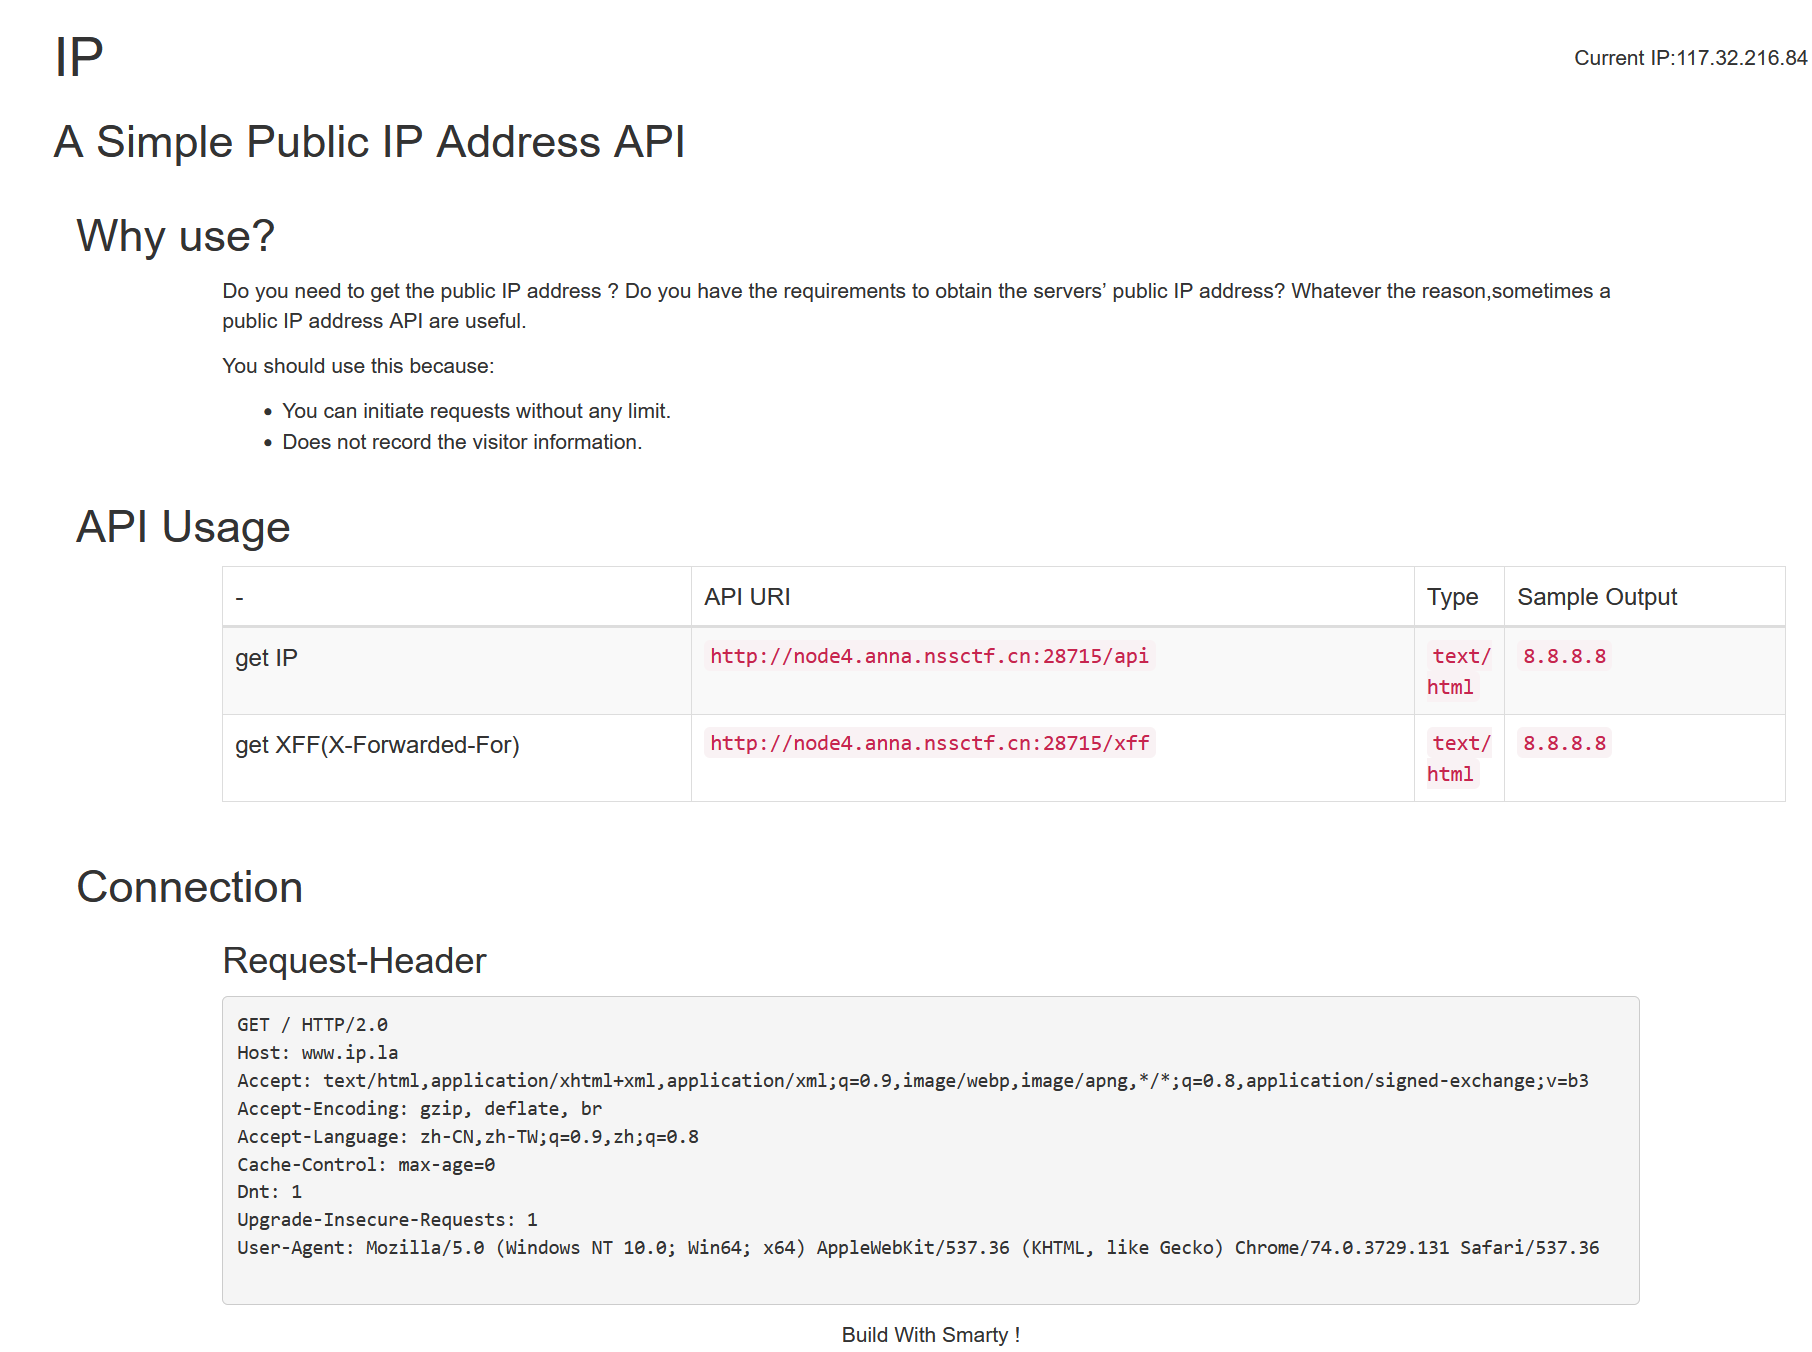 IP
Current IP:117.32.216.84
A Simple Public IP Address API
Why use?
Do you need to get the public IP address ? Do you have the requirements to obtain the servers’ public IP address? Whatever the reason,sometimes a
public IP address API are useful.
You should use this because:
• You can initiate requests without any limit.
• Does not record the visitor information.
API Usage
- API URI Type Sample Output
get IP http://node4.anna.nssctf.cn:28715/api text/ 8.8.8.8
html
get XFF(X-Forwarded-For) http://node4.anna.nssctf.cn:28715/xff text/ 8.8.8.8
html
Connection
Request-Header
GET / HTTP/2.0
Host: www.ip.la
Accept: text/html,application/xhtml+xml,application/xml;q=0.9,image/webp,image/apng,*/*;q=0.8,application/signed-exchange;v=b3
Accept-Encoding: gzip, deflate, br
Accept-Language: zh-CN,zh-TW;q=0.9,zh;q=0.8
Cache-Control: max-age=0
Dnt: 1
Upgrade-Insecure-Requests: 1
User-Agent: Mozilla/5.0 (Windows NT 10.0; Win64; x64) AppleWebKit/537.36 (KHTML, like Gecko) Chrome/74.0.3729.131 Safari/537.36
Build With Smarty !